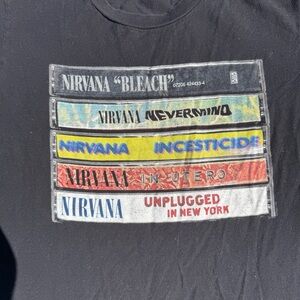 NIRVANA "BLEACH"
NIRVANA NEVERMIND
NIRVANA INCESTICIDE
NIRVANA IN UTERO
NIRVANA UNPLUGGED
IN NEW YORK